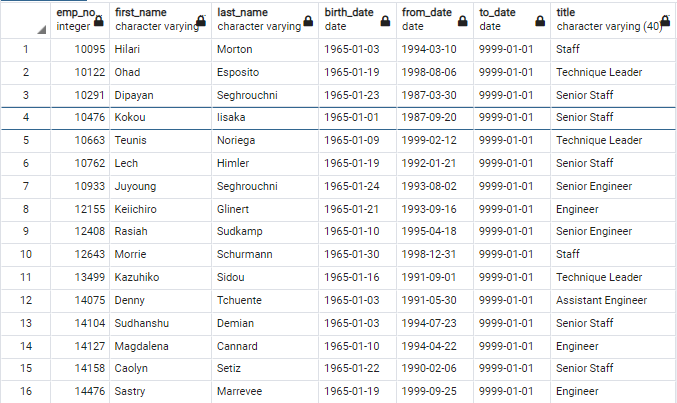 emp_no first_name last_name birth_date from_date to_date title
integer character varying character varying date date date character varying (40)
1 10095 Hilari Morton 1965-01-03 1994-03-10 9999-01-01 Staff
2 10122 Ohad Esposito 1965-01-19 1998-08-06 9999-01-01 Technique Leader
3 10291 Dipayan Seghrouchni 1965-01-23 1987-03-30 9999-01-01 Senior Staff
4 10476 Kokou Iisaka 1965-01-01 1987-09-20 9999-01-01 Senior Staff
5 10663 Teunis Noriega 1965-01-09 1999-02-12 9999-01-01 Technique Leader
6 10762 Lech Himler 1965-01-19 1992-01-21 9999-01-01 Senior Staff
7 10933 Juyoung Seghrouchni 1965-01-24 1993-08-02 9999-01-01 Senior Engineer
8 12155 Keiichiro Glinert 1965-01-21 1993-09-16 9999-01-01 Engineer
9 12408 Rasiah Sudkamp 1965-01-10 1995-04-18 9999-01-01 Senior Engineer
10 12643 Morrie Schurmann 1965-01-30 1998-12-31 9999-01-01 Staff
11 13499 Kazuhiko Sidou 1965-01-16 1991-09-01 9999-01-01 Technique Leader
12 14075 Denny Tchuente 1965-01-03 1991-05-30 9999-01-01 Assistant Engineer
13 14104 Sudhanshu Demian 1965-01-03 1994-07-23 9999-01-01 Senior Staff
14 14127 Magdalena Cannard 1965-01-10 1994-04-22 9999-01-01 Engineer
15 14158 Caolyn Setiz 1965-01-22 1990-02-06 9999-01-01 Senior Staff
16 14476 Sastry Marrevee 1965-01-19 1999-09-25 9999-01-01 Engineer